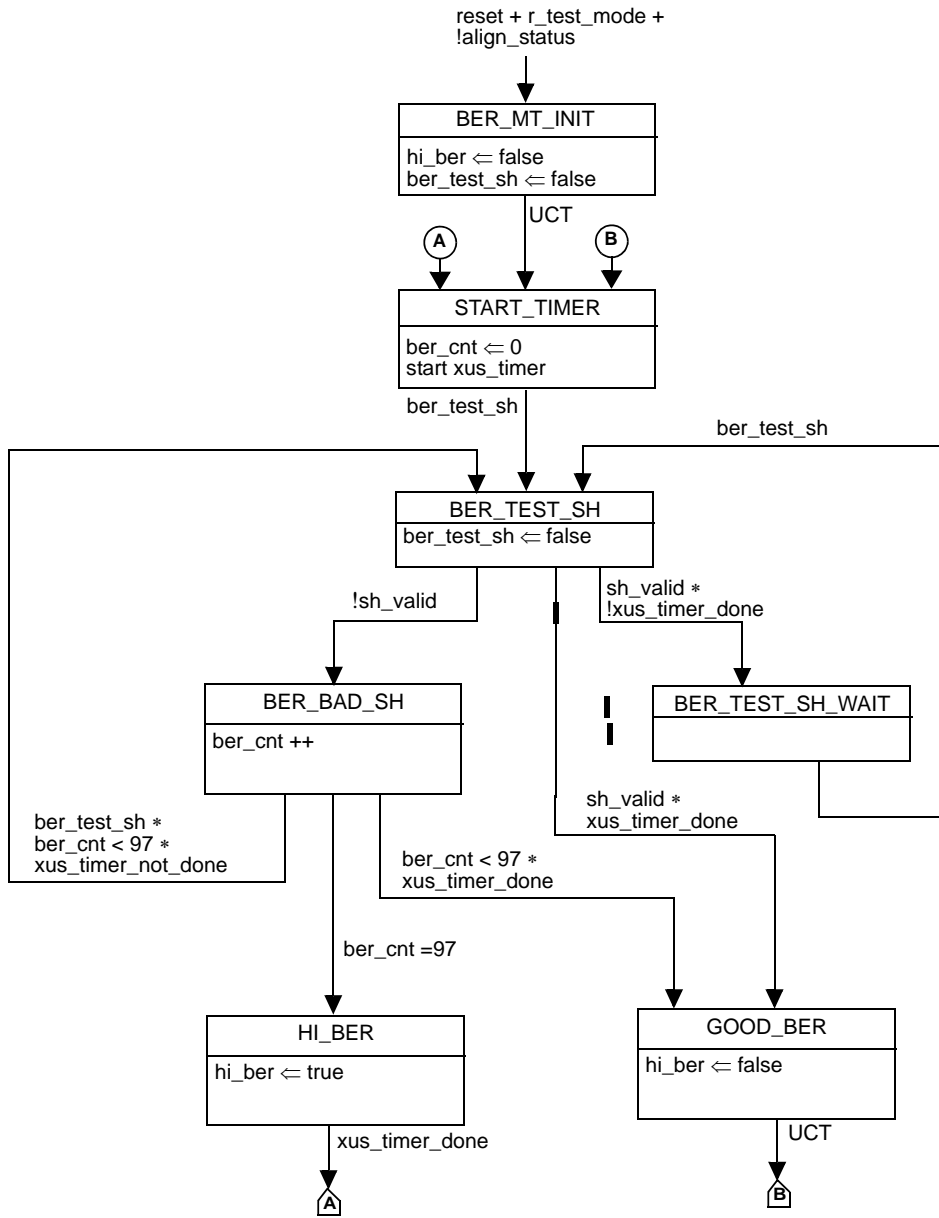 reset + r_test_mode +
!align_status
BER_MT_INIT
hi_ber ⇐ false
ber_test_sh ⇐ false
UCT
A
B
START_TIMER
ber_cnt ⇐ 0
start xus_timer
ber_test_sh
ber_test_sh
BER_TEST_SH
ber_test_sh ⇐ false
!sh_valid
sh_valid *
!xus_timer_done
BER_BAD_SH
ber_cnt ++
BER_TEST_SH_WAIT
ber_test_sh *
ber_cnt < 97 *
xus_timer_not_done
sh_valid *
xus_timer_done
ber_cnt < 97 *
xus_timer_done
ber_cnt =97
HI_BER
hi_ber ⇐ true
GOOD_BER
hi_ber ⇐ false
xus_timer_done
UCT
A
B